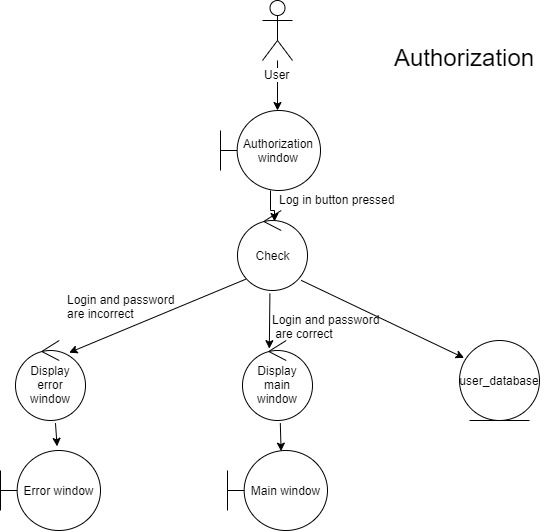 Authorization
User
Authorization
window
Log in button pressed
Check
Login and password
are incorrect
Login and password
are correct
Display
error
window
Display
main
window
user_database
Error window
Main window